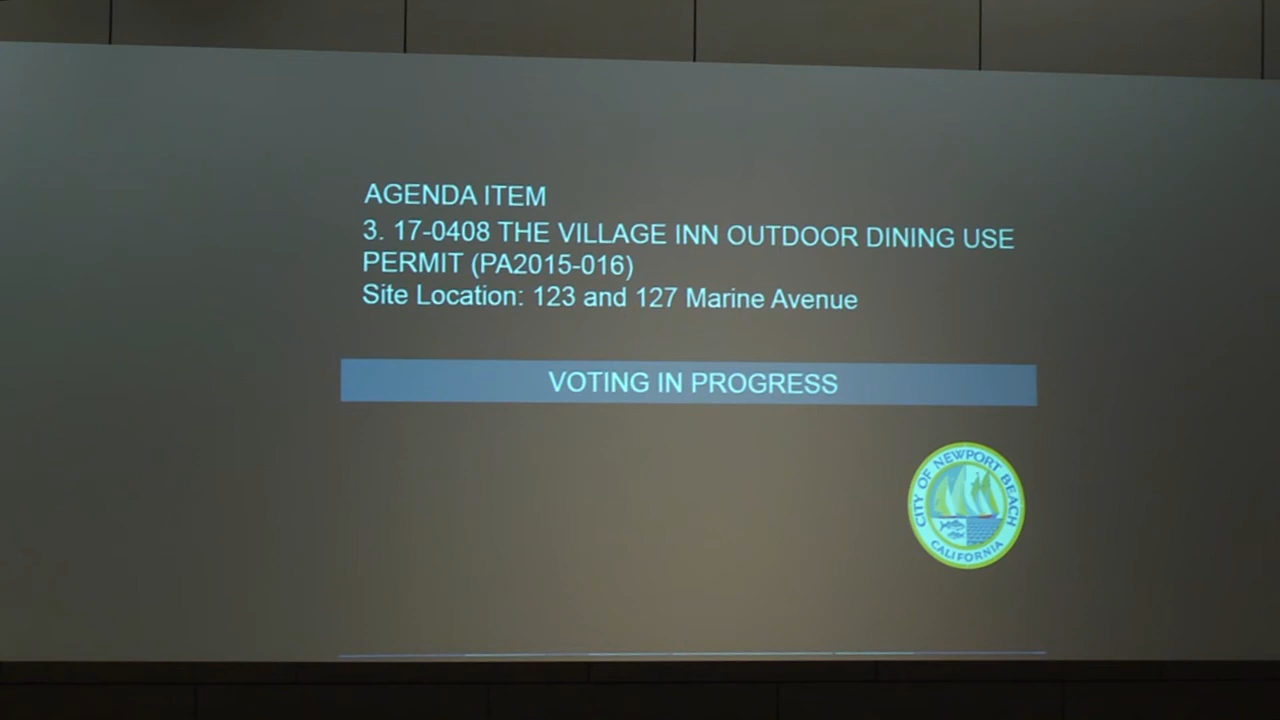 AGENDA ITEM
3. 17-0408 THE VILLAGE INN OUTDOOR DINING USE
PERMIT (PA2015-016)
Site Location: 123 and 127 Marine Avenue
VOTING IN PROGRESS
CITY OF NEWPORT BEACH
CALIFORNIA